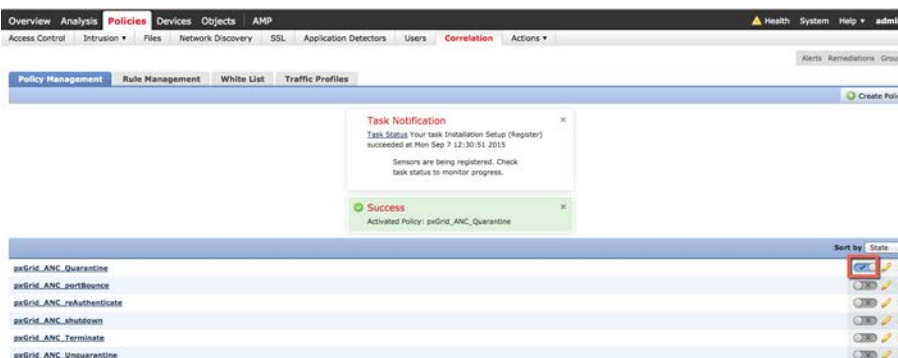 Overview Analysis Policies Devices Objects AMP Health System Help
Access Control Intrusion Files Network Discovery SSL Application Detectors Users Correlation Actions
Alerts Remediations
Policy Management Rule Management White List Traffic Profiles
Create
Task Notification
Task Status Your task Installation Setup (Register)
succeeded at Mon Sep 7 12:30:51 2015
Sensors are being registered. Check
task status to monitor progress.
Success
Activated Policy: pxGrid_ANC_Quarantine
Sort by State
pxGrid_ANC_Quarantine
pxGrid_ANC_portBounce
pxGrid_ANC_reAuthenticate
pxGrid_ANC_shutdown
pxGrid_ANC_Terminate
pxGrid_ANC_Unquarantine